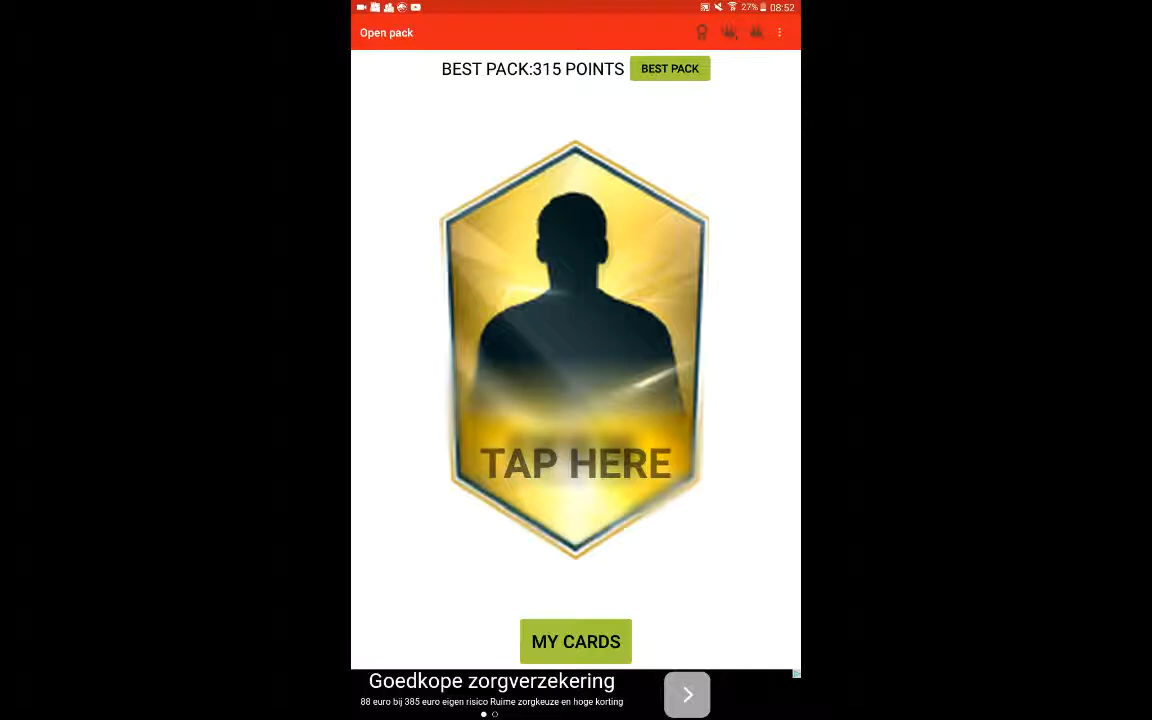 27% 08:52
Open pack
BEST PACK:315 POINTS BEST PACK
TAP HERE
MY CARDS
Goedkope zorgverzekering
88 euro bij 385 euro eigen risico Ruime zorgkeuze en hoge korting